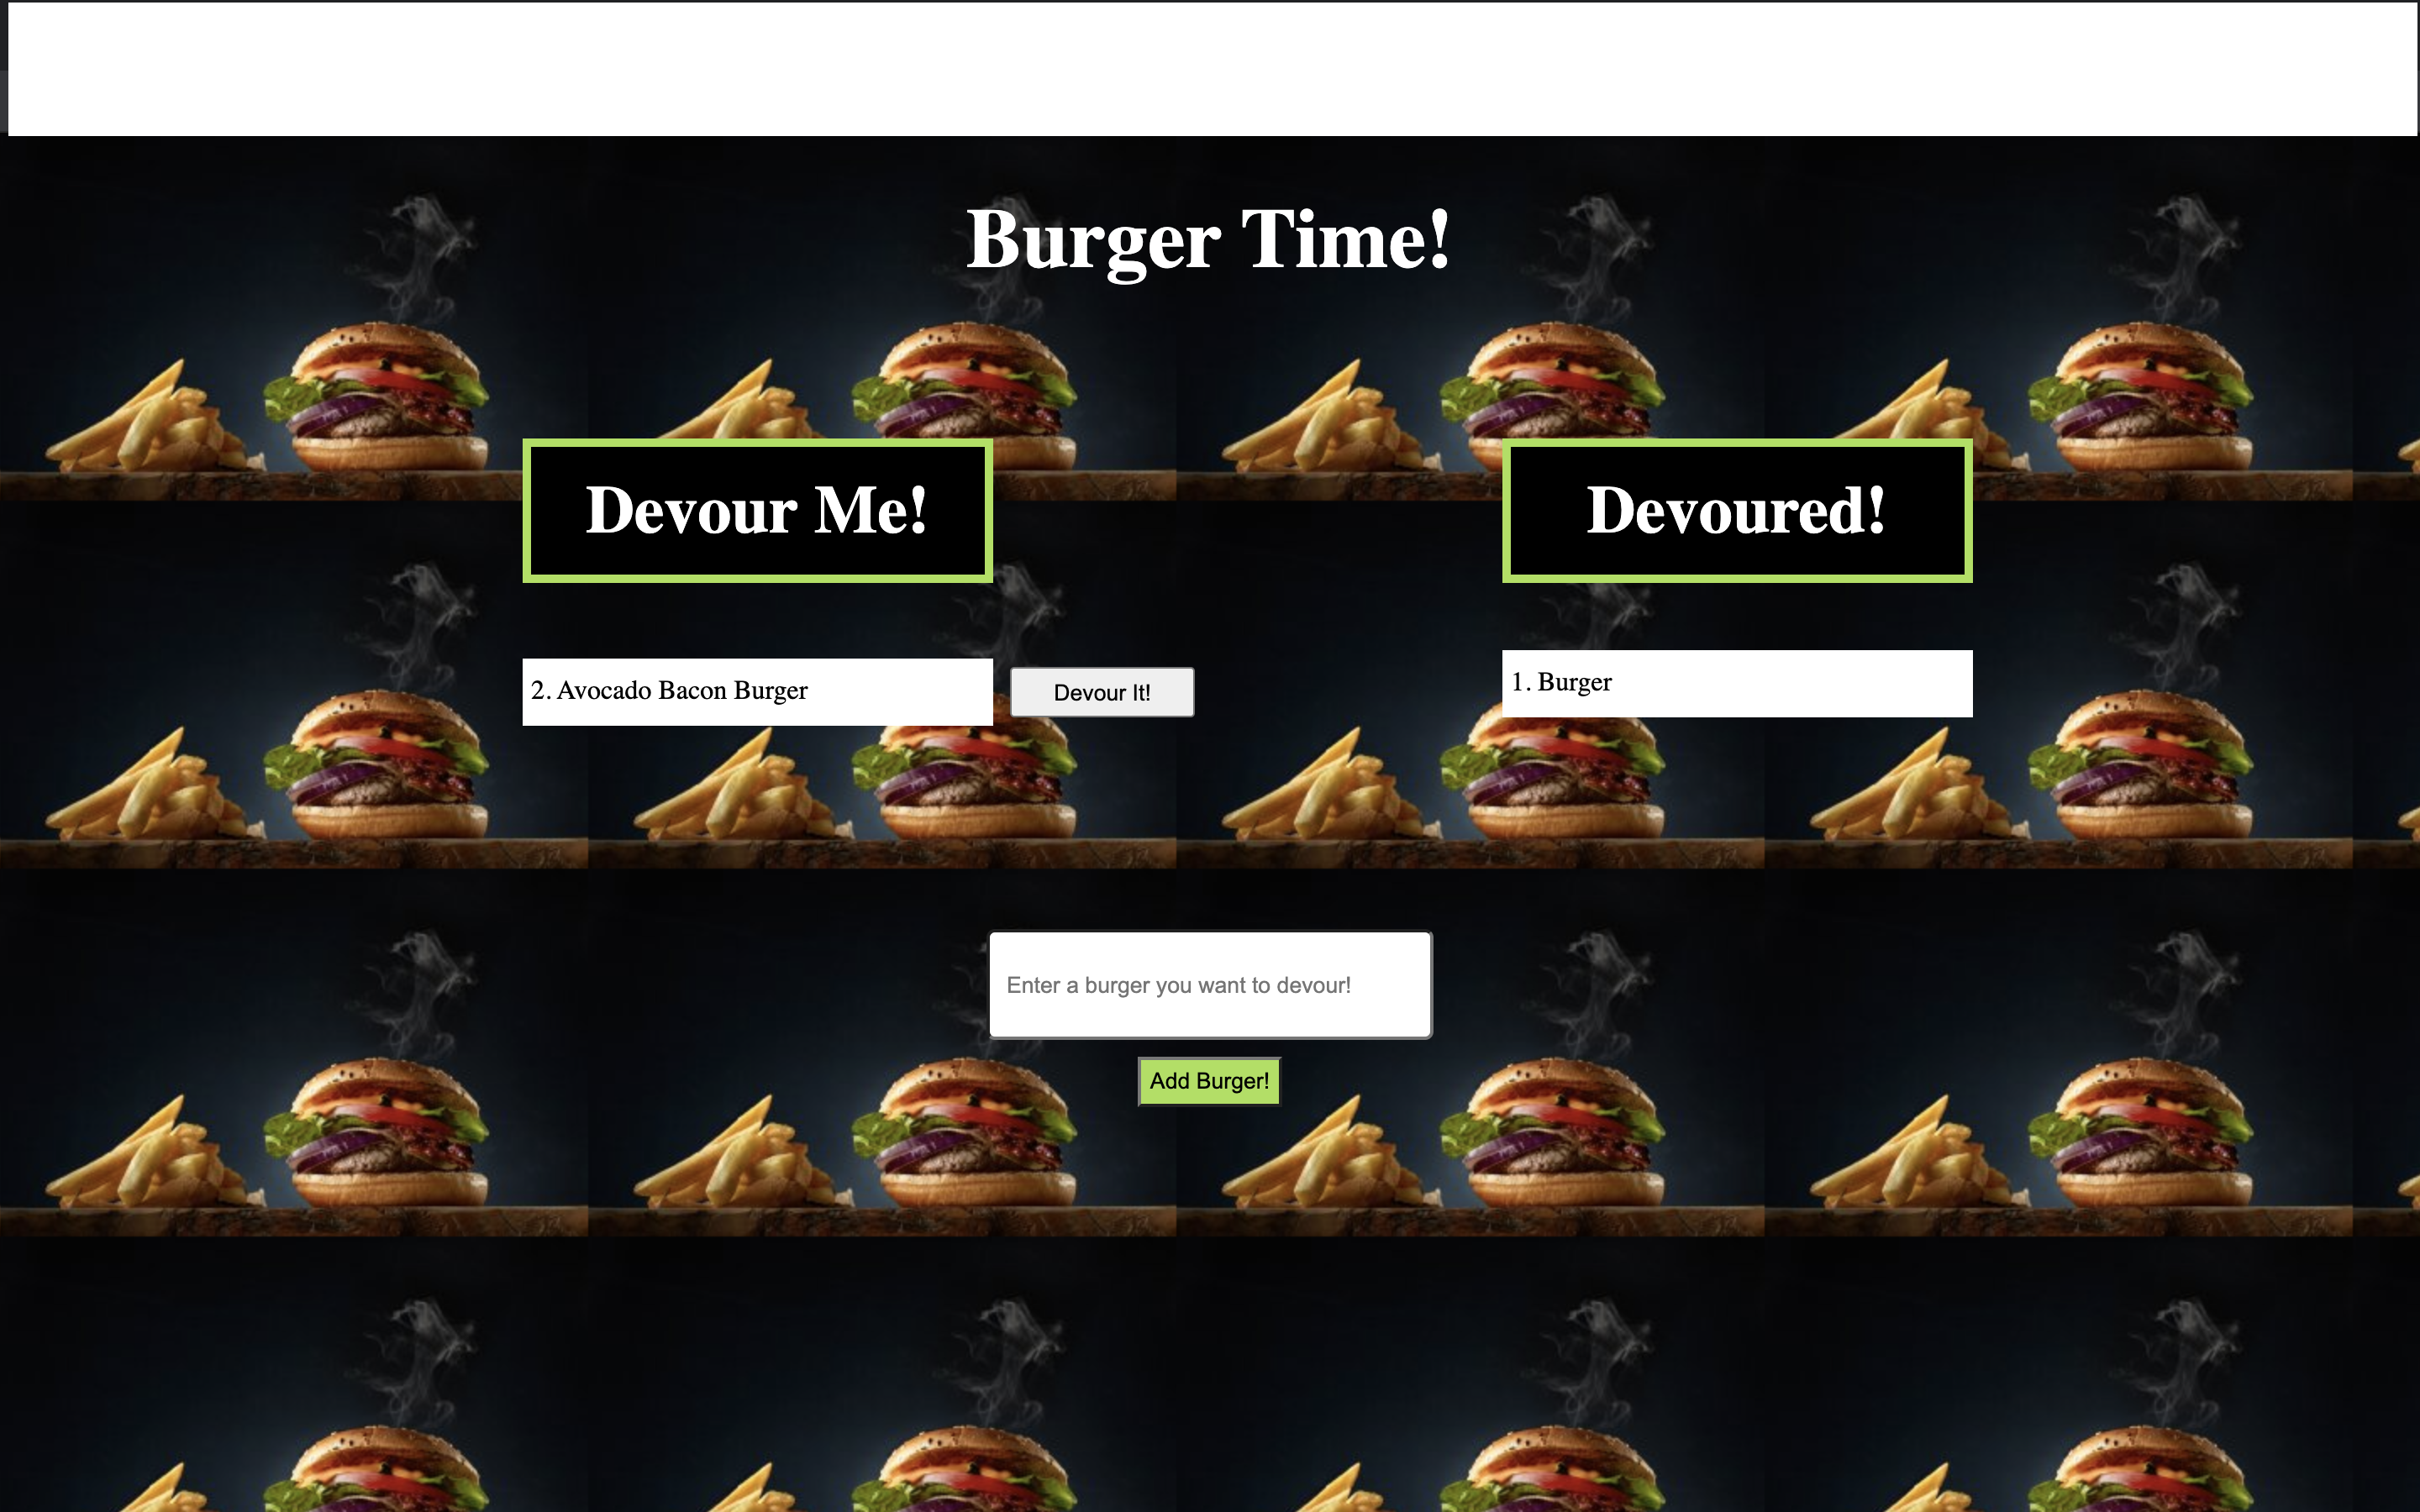 Burger Time!
Devour Me!
Devoured!
2. Avocado Bacon Burger
Devour It!
1. Burger
Enter a burger you want to devour!
Add Burger!